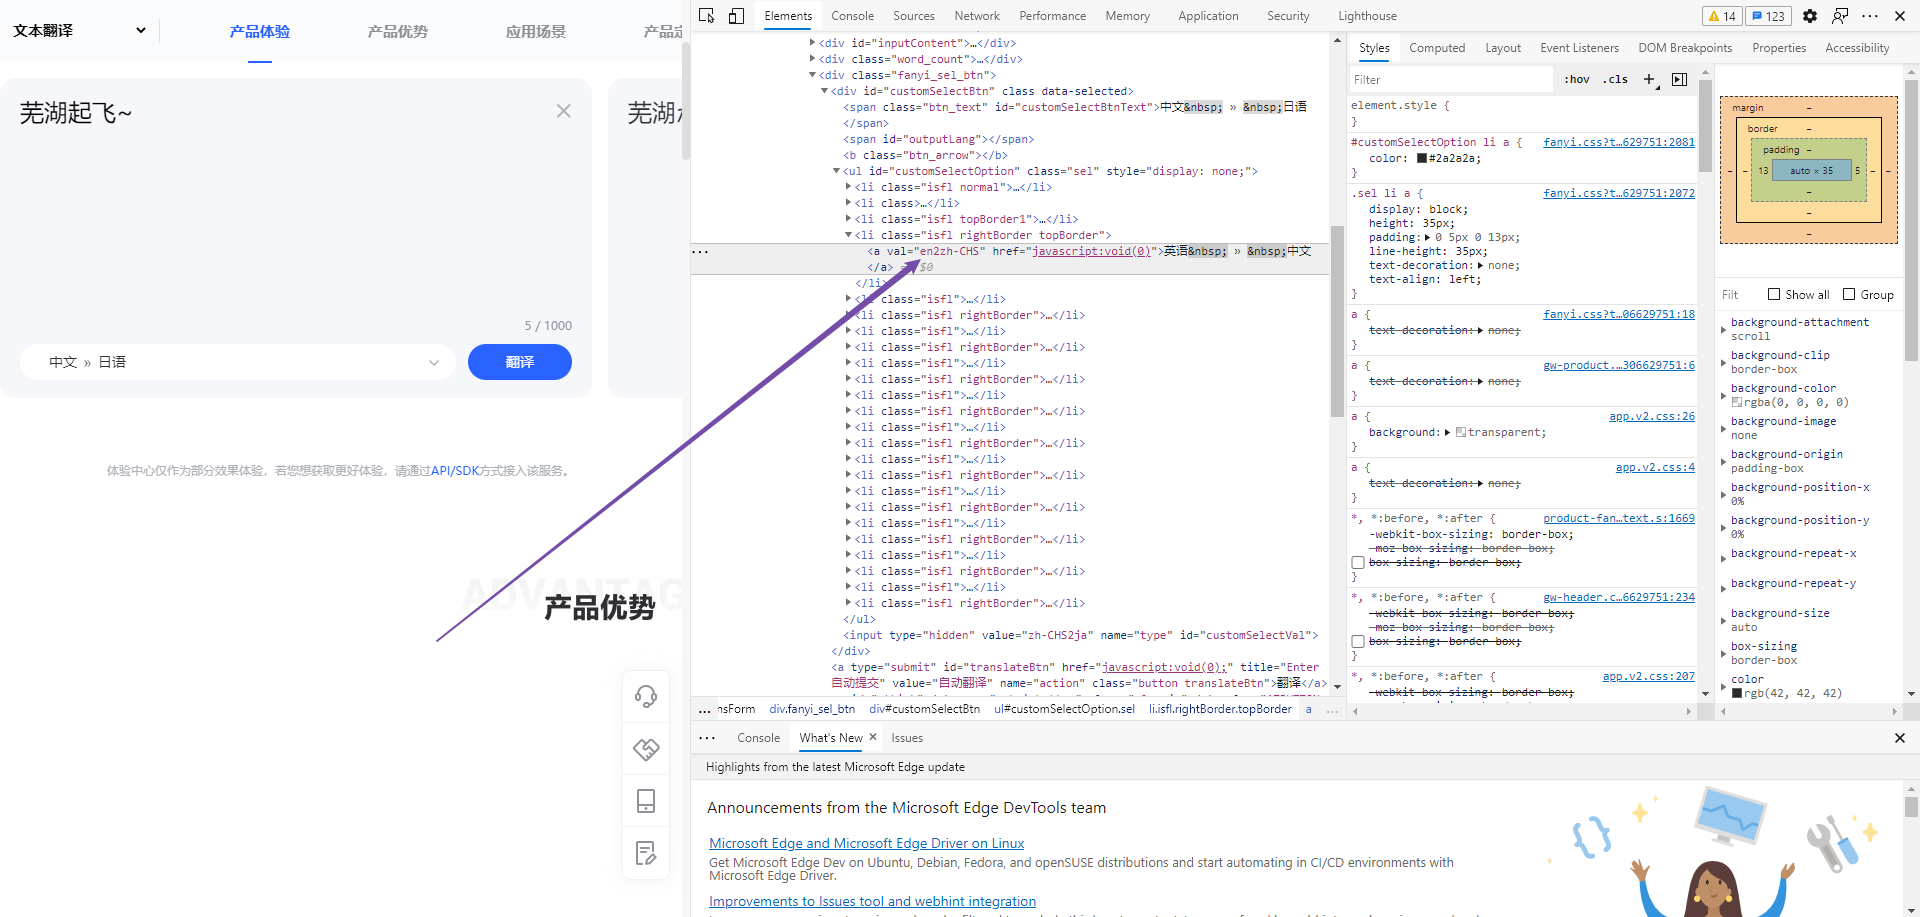 文本翻译
产品体验
产品优势
应用场景
产品定
芜湖起飞~
5 / 1000
中文 » 日语
翻译
体验中心仅作为部分效果体验，若您想获取更好体验，请通过API/SDK方式接入该服务。
产品优势
Elements Console Sources Network Performance Memory Application Security Lighthouse
14
123
<div id="inputContent">…</div>
<div class="word_count">…</div>
<div class="fanyi_sel_btn">
<div id="customSelectBtn" class data-selected>
<span class="btn_text" id="customSelectBtnText">中文&nbsp; » &nbsp;日语
</span>
<span id="outputLang"></span>
<b class="btn_arrow"></b>
<ul id="customSelectOption" class="sel" style="display: none;">
<li class="isfl normal">…</li>
<li class>…</li>
<li class="isfl topBorder1">…</li>
<li class="isfl rightBorder topBorder">
<a val="en2zh-CHS" href="javascript:void(0)">英语&nbsp; » &nbsp;中文
</a> == $0
</li>
<li class="isfl">…</li>
<li class="isfl rightBorder">…</li>
<li class="isfl">…</li>
<li class="isfl rightBorder">…</li>
<li class="isfl">…</li>
<li class="isfl rightBorder">…</li>
<li class="isfl">…</li>
<li class="isfl rightBorder">…</li>
<li class="isfl">…</li>
<li class="isfl rightBorder">…</li>
<li class="isfl">…</li>
<li class="isfl rightBorder">…</li>
<li class="isfl">…</li>
<li class="isfl rightBorder">…</li>
<li class="isfl">…</li>
<li class="isfl rightBorder">…</li>
<li class="isfl">…</li>
<li class="isfl rightBorder">…</li>
<li class="isfl">…</li>
<li class="isfl rightBorder">…</li>
</ul>
<input type="hidden" value="zh-CHS2ja" name="type" id="customSelectVal">
</div>
<a type="submit" id="translateBtn" href="javascript:void(0);" title="Enter
自动提交" value="自动翻译" name="action" class="button translateBtn">翻译</a>
... nsForm div.fanyi_sel_btn div#customSelectBtn ul#customSelectOption.sel li.isfl.rightBorder.topBorder a ...
Styles Computed Layout Event Listeners DOM Breakpoints Properties Accessibility
Filter
:hov .cls +
element.style {
}
#customSelectOption li a { fanyi.css?t…629751:2081
color: #2a2a2a;
}
.sel li a { fanyi.css?t…629751:2072
display: block;
height: 35px;
padding: 0 5px 0 13px;
line-height: 35px;
text-decoration: none;
text-align: left;
}
a { fanyi.css?t…06629751:18
text-decoration: none;
}
a { gw-product.…306629751:6
text-decoration: none;
}
a { app.v2.css:26
background: transparent;
}
a { app.v2.css:4
text-decoration: none;
}
*, *:before, *:after { product-fan…text.s:1669
-webkit-box-sizing: border-box;
-moz-box-sizing: border-box;
box-sizing: border-box;
}
*, *:before, *:after { gw-header.c…6629751:234
-webkit-box-sizing: border-box;
-moz-box-sizing: border-box;
box-sizing: border-box;
}
*, *:before, *:after { app.v2.css:207
-webkit-box-sizing: border-box;
margin –
border –
padding –
– – 13 auto × 35 5 – –
–
–
–
Filt Show all Group
background-attachment
scroll
background-clip
border-box
background-color
rgba(0, 0, 0, 0)
background-image
none
background-origin
padding-box
background-position-x
0%
background-position-y
0%
background-repeat-x
background-repeat-y
background-size
auto
box-sizing
border-box
color
rgb(42, 42, 42)
Console What's New Issues
Highlights from the latest Microsoft Edge update
Announcements from the Microsoft Edge DevTools team
Microsoft Edge and Microsoft Edge Driver on Linux
Get Microsoft Edge Dev on Ubuntu, Debian, Fedora, and openSUSE distributions and start automating in CI/CD environments with
Microsoft Edge Driver.
Improvements to Issues tool and webhint integration